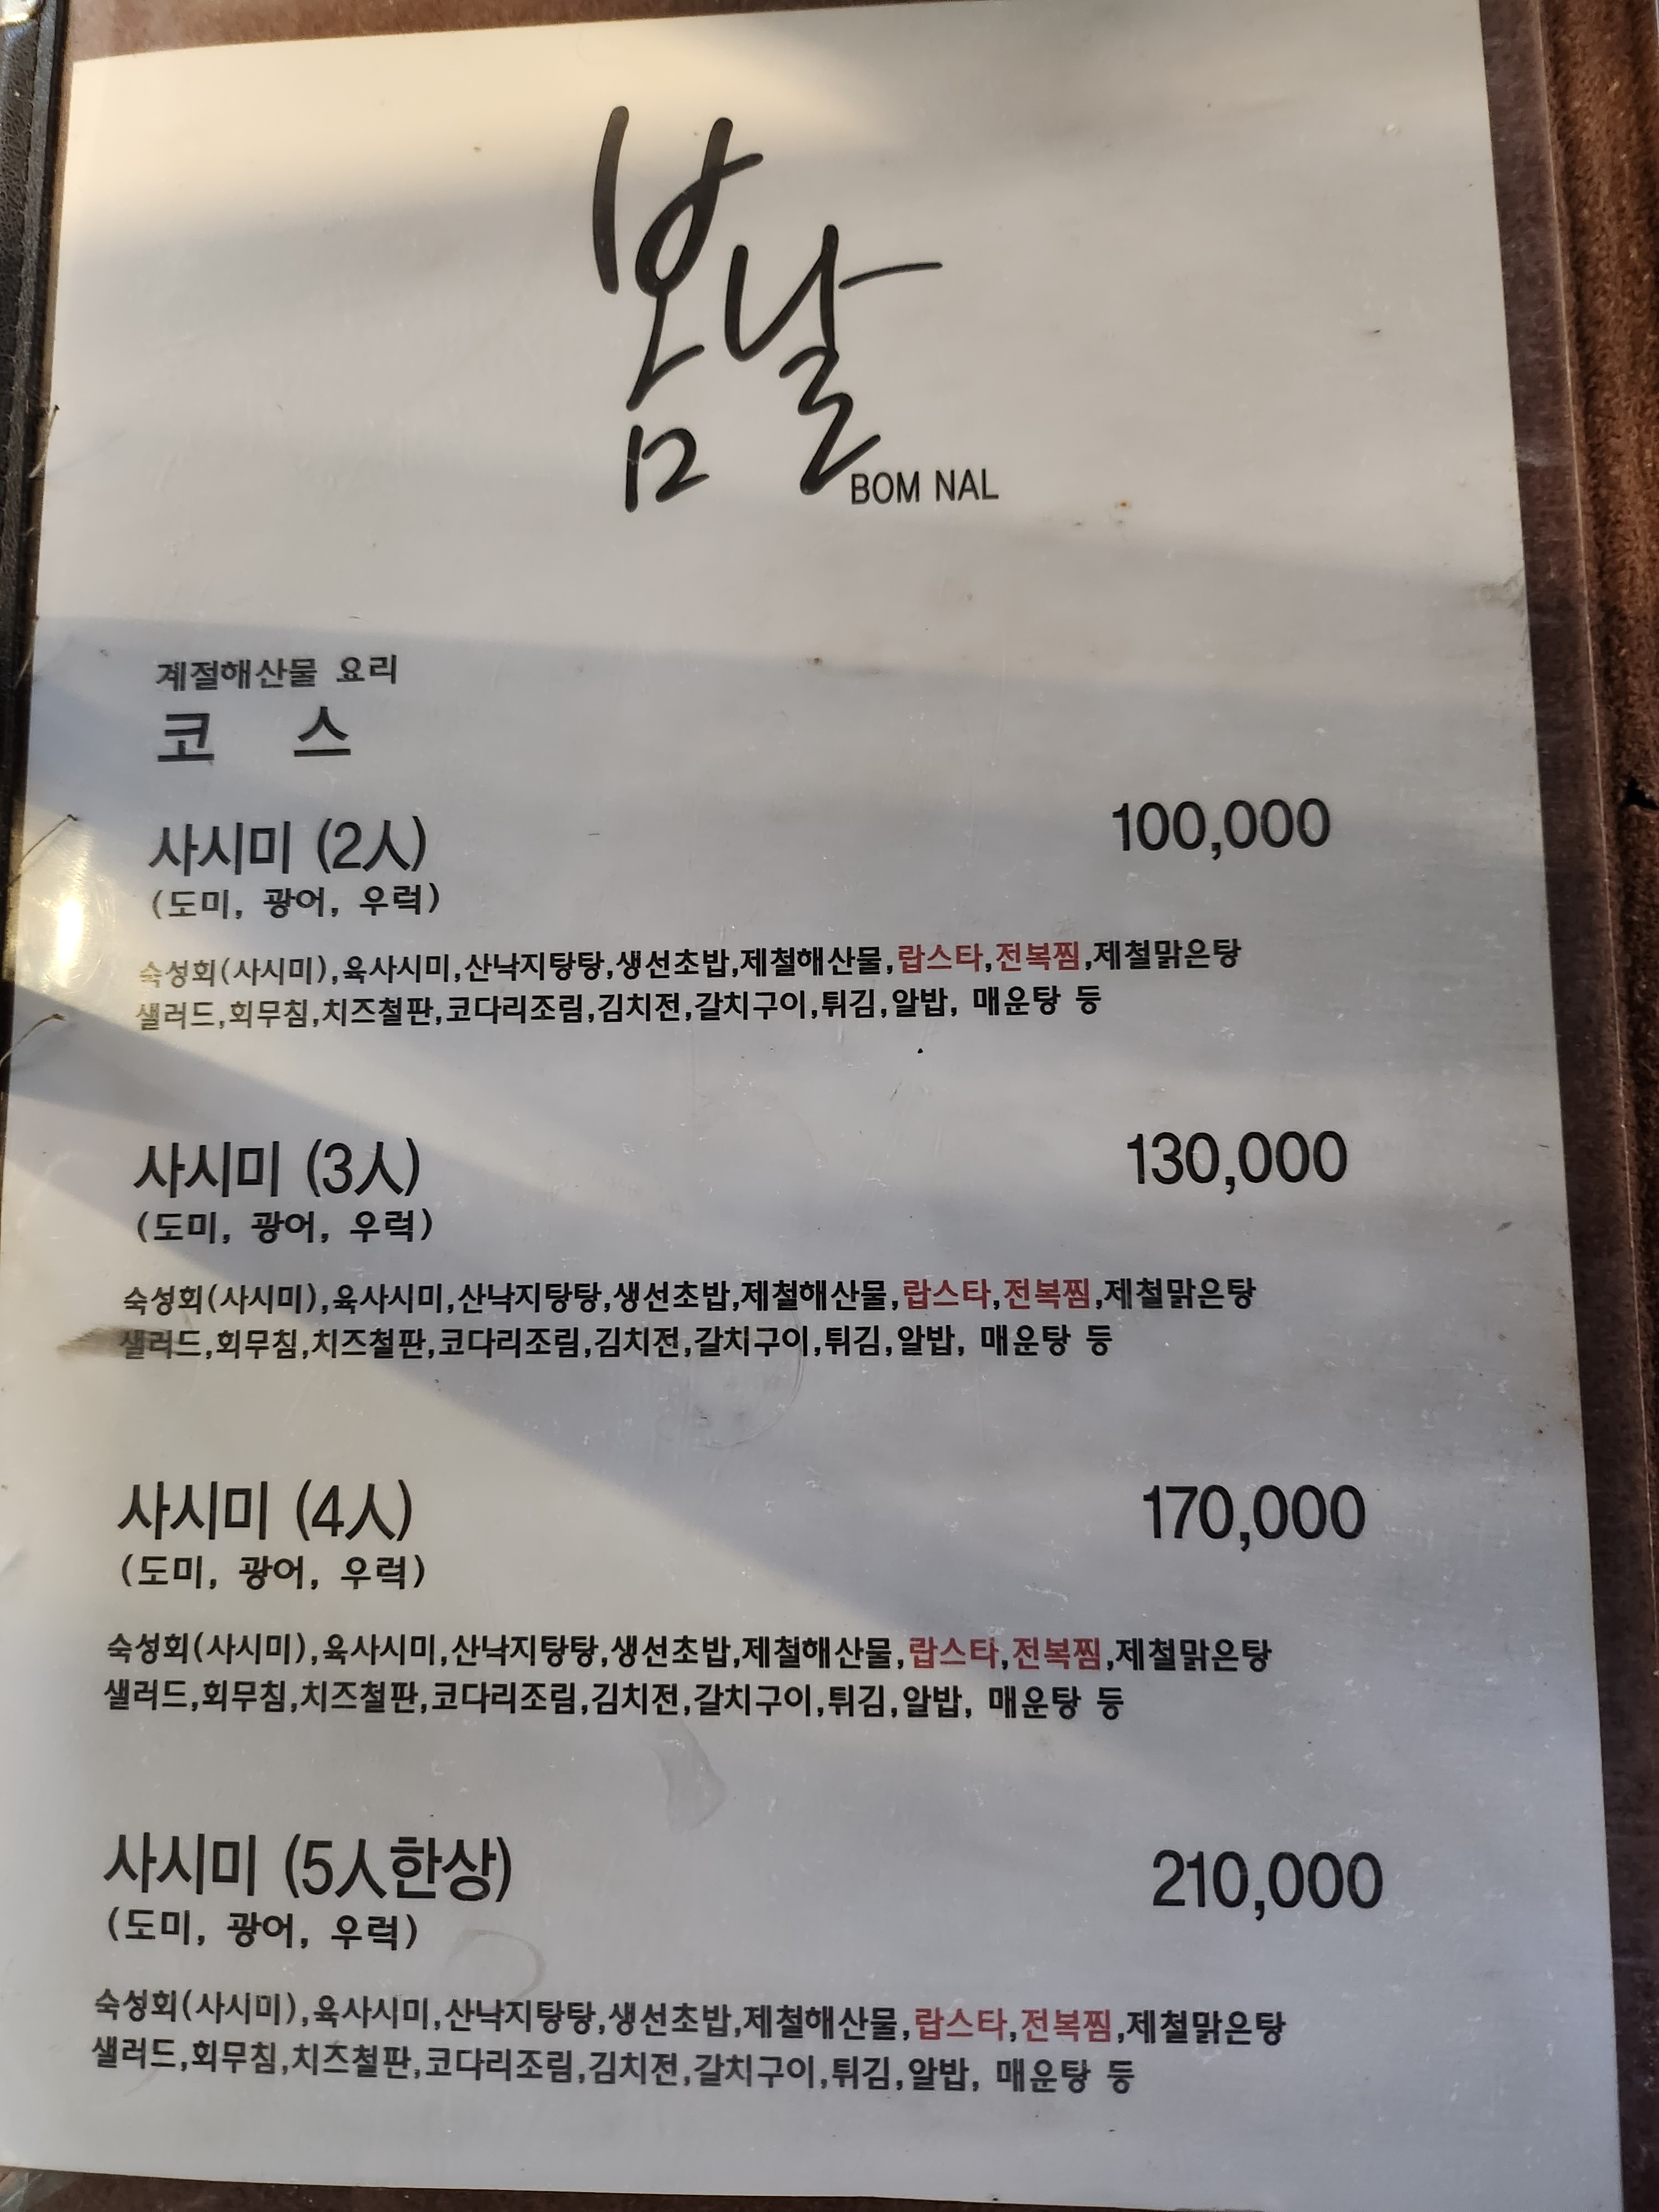 봄날
BOM NAL
계절해산물 요리
코 스
사시미 (2人) 100,000
(도미, 광어, 우럭)
숙성회(사시미),육사시미,산낙지탕탕,생선초밥,제철해산물,랍스타,전복찜,제철맑은탕
샐러드,회무침,치즈철판,코다리조림,김치전,갈치구이,튀김,알밥, 매운탕 등
사시미 (3人) 130,000
(도미, 광어, 우럭)
숙성회(사시미),육사시미,산낙지탕탕,생선초밥,제철해산물,랍스타,전복찜,제철맑은탕
샐러드,회무침,치즈철판,코다리조림,김치전,갈치구이,튀김,알밥, 매운탕 등
사시미 (4人) 170,000
(도미, 광어, 우럭)
숙성회(사시미),육사시미,산낙지탕탕,생선초밥,제철해산물,랍스타,전복찜,제철맑은탕
샐러드,회무침,치즈철판,코다리조림,김치전,갈치구이,튀김,알밥, 매운탕 등
사시미 (5人한상) 210,000
(도미, 광어, 우럭)
숙성회(사시미),육사시미,산낙지탕탕,생선초밥,제철해산물,랍스타,전복찜,제철맑은탕
샐러드,회무침,치즈철판,코다리조림,김치전,갈치구이,튀김,알밥, 매운탕 등